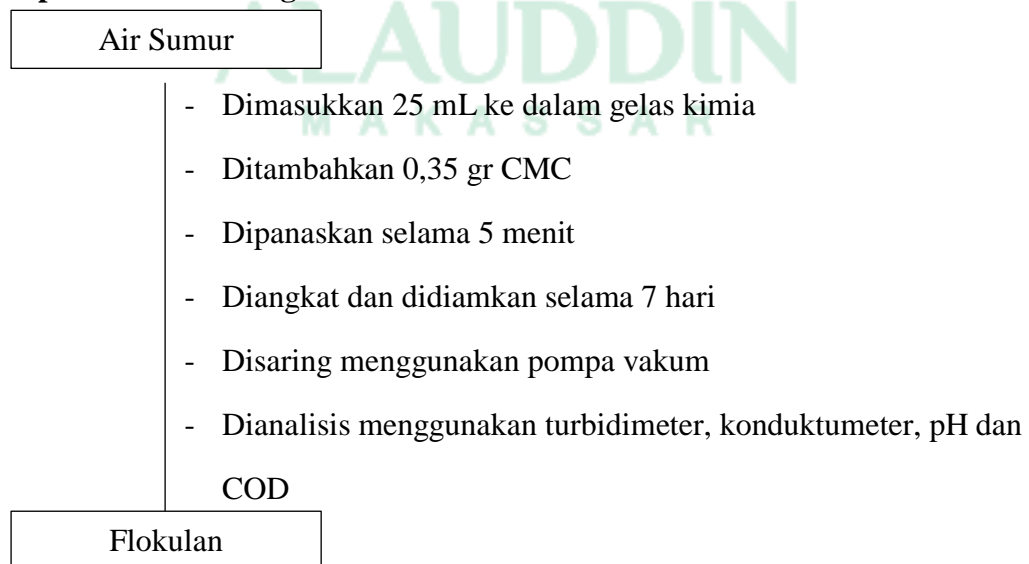 ALAUDDIN
MAKASSAR
Air Sumur
- Dimasukkan 25 mL ke dalam gelas kimia
- Ditambahkan 0,35 gr CMC
- Dipanaskan selama 5 menit
- Diangkat dan didiamkan selama 7 hari
- Disaring menggunakan pompa vakum
- Dianalisis menggunakan turbidimeter, konduktumeter, pH dan
COD
Flokulan